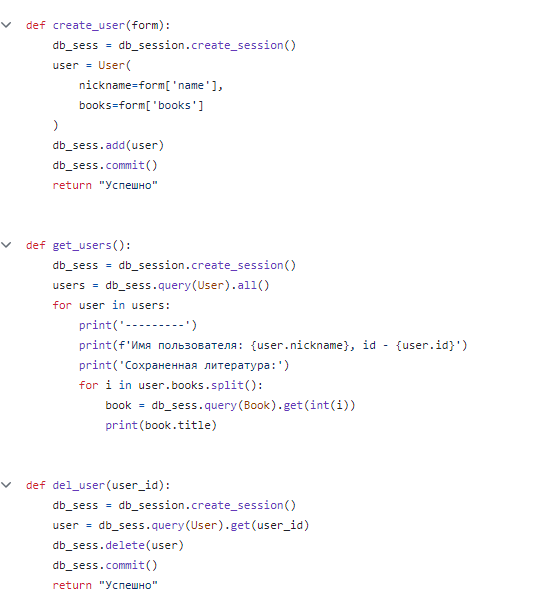 def create_user(form):
    db_sess = db_session.create_session()
    user = User(
        nickname=form['name'],
        books=form['books']
    )
    db_sess.add(user)
    db_sess.commit()
    return "Успешно"
def get_users():
    db_sess = db_session.create_session()
    users = db_sess.query(User).all()
    for user in users:
        print('---------')
        print(f'Имя пользователя: {user.nickname}, id - {user.id}')
        print('Сохраненная литература:')
        for i in user.books.split():
            book = db_sess.query(Book).get(int(i))
            print(book.title)
def del_user(user_id):
    db_sess = db_session.create_session()
    user = db_sess.query(User).get(user_id)
    db_sess.delete(user)
    db_sess.commit()
    return "Успешно"